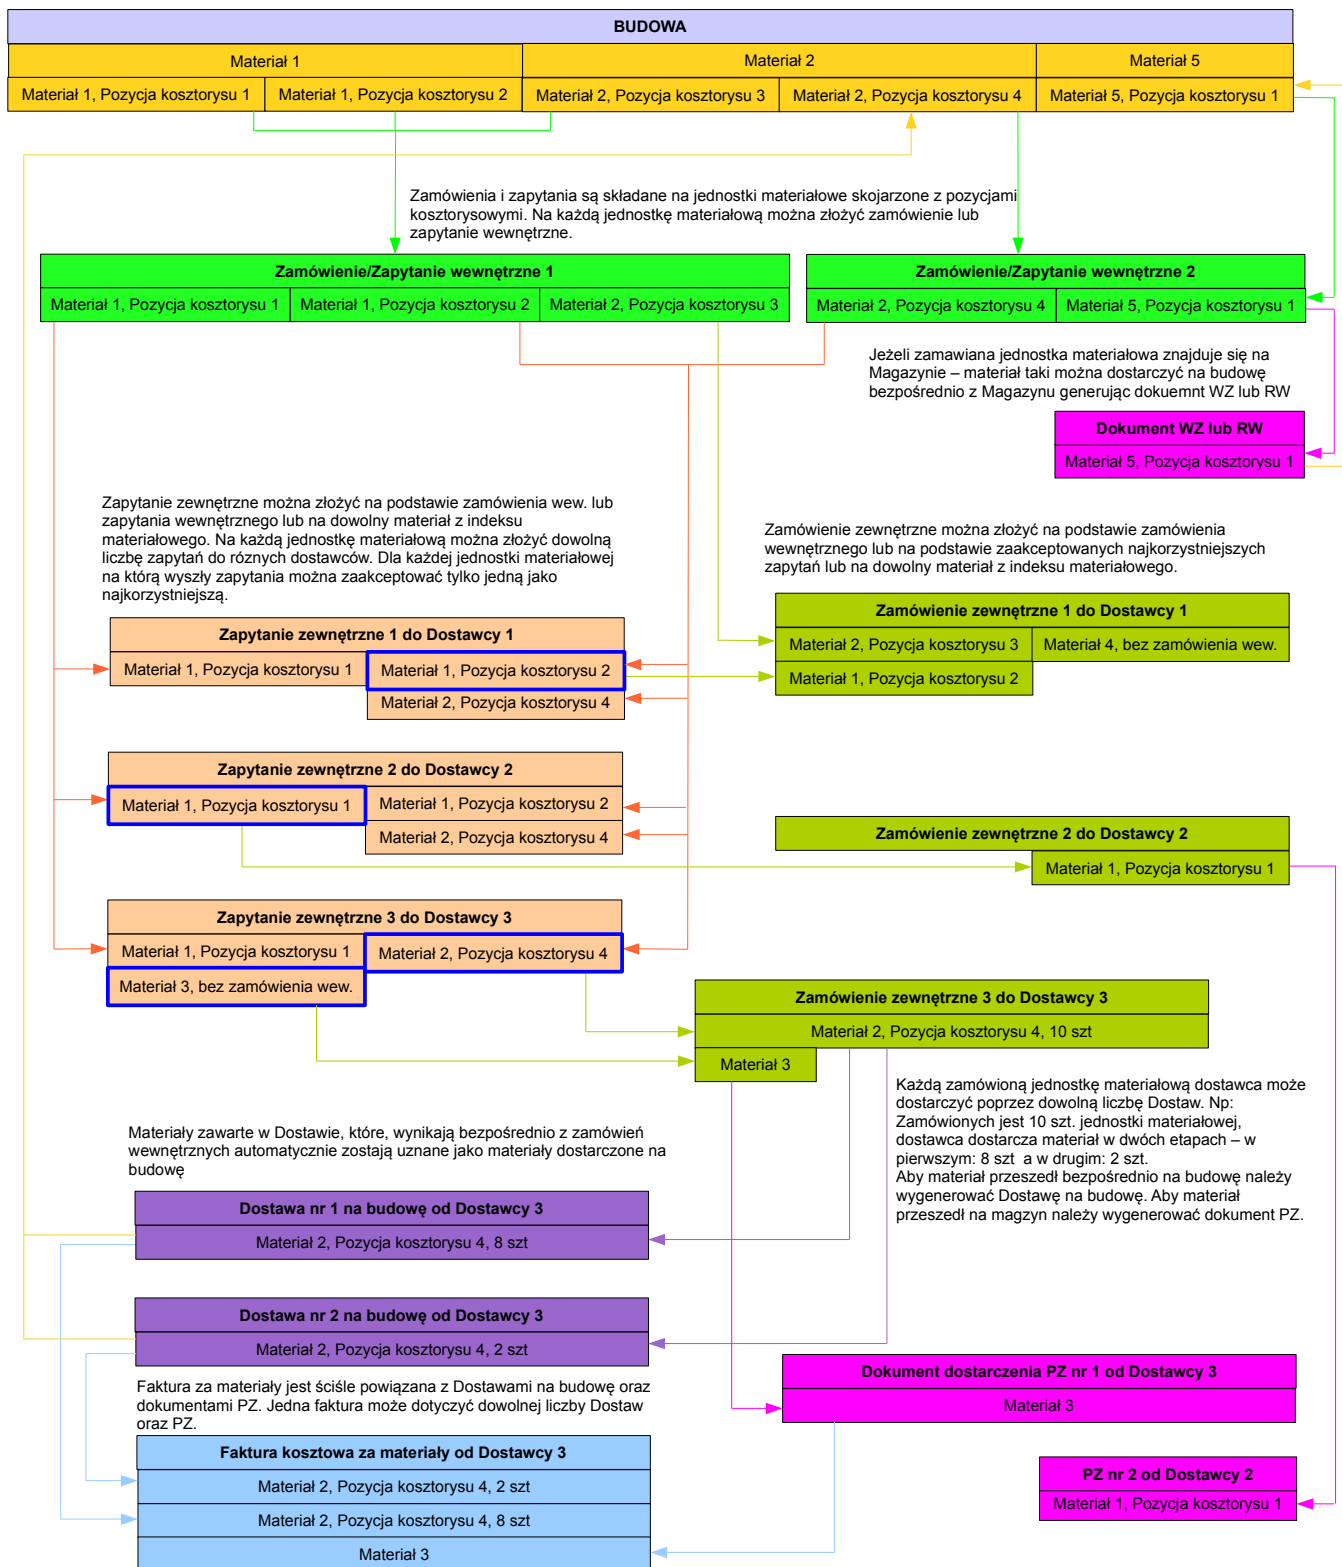 BUDOWA
Materiał 1
Materiał 2
Materiał 5
Materiał 1, Pozycja kosztorysu 1
Materiał 1, Pozycja kosztorysu 2
Materiał 2, Pozycja kosztorysu 3
Materiał 2, Pozycja kosztorysu 4
Materiał 5, Pozycja kosztorysu 1
Zamówienia i zapytania są składane na jednostki materiałowe skojarzone z pozycjami
kosztorysowymi. Na każdą jednostkę materiałową można złożyć zamówienie lub
zapytanie wewnętrzne.
Zamówienie/Zapytanie wewnętrzne 1
Materiał 1, Pozycja kosztorysu 1
Materiał 1, Pozycja kosztorysu 2
Materiał 2, Pozycja kosztorysu 3
Zamówienie/Zapytanie wewnętrzne 2
Materiał 2, Pozycja kosztorysu 4
Materiał 5, Pozycja kosztorysu 1
Jeżeli zamawiana jednostka materiałowa znajduje się na
Magazynie – materiał taki można dostarczyć na budowę
bezpośrednio z Magazynu generując dokuemnt WZ lub RW
Dokument WZ lub RW
Materiał 5, Pozycja kosztorysu 1
Zapytanie zewnętrzne można złożyć na podstawie zamówienia wew. lub
zapytania wewnętrznego lub na dowolny materiał z indeksu
materiałowego. Na każdą jednostkę materiałową można złożyć dowolną
liczbę zapytań do róznych dostawców. Dla każdej jednostki materiałowej
na którą wyszły zapytania można zaakceptować tylko jedną jako
najkorzystniejszą.
Zamówienie zewnętrzne można złożyć na podstawie zamówienia
wewnętrznego lub na podstawie zaakceptowanych najkorzystniejszych
zapytań lub na dowolny materiał z indeksu materiałowego.
Zapytanie zewnętrzne 1 do Dostawcy 1
Materiał 1, Pozycja kosztorysu 1
Materiał 1, Pozycja kosztorysu 2
Materiał 2, Pozycja kosztorysu 4
Zamówienie zewnętrzne 1 do Dostawcy 1
Materiał 2, Pozycja kosztorysu 3
Materiał 4, bez zamówienia wew.
Materiał 1, Pozycja kosztorysu 2
Zapytanie zewnętrzne 2 do Dostawcy 2
Materiał 1, Pozycja kosztorysu 1
Materiał 1, Pozycja kosztorysu 2
Materiał 2, Pozycja kosztorysu 4
Zamówienie zewnętrzne 2 do Dostawcy 2
Materiał 1, Pozycja kosztorysu 1
Zapytanie zewnętrzne 3 do Dostawcy 3
Materiał 1, Pozycja kosztorysu 1
Materiał 2, Pozycja kosztorysu 4
Materiał 3, bez zamówienia wew.
Zamówienie zewnętrzne 3 do Dostawcy 3
Materiał 2, Pozycja kosztorysu 4, 10 szt
Materiał 3
Każdą zamówioną jednostkę materiałową dostawca może
dostarczyć poprzez dowolną liczbę Dostaw. Np:
Zamówionych jest 10 szt. jednostki materiałowej,
dostawca dostarcza materiał w dwóch etapach – w
pierwszym: 8 szt  a w drugim: 2 szt.
Aby materiał przeszedł bezpośrednio na budowę należy
wygenerować Dostawę na budowę. Aby materiał
przeszedł na magzyn należy wygenerować dokument PZ.
Materiały zawarte w Dostawie, które, wynikają bezpośrednio z zamówień
wewnętrznych automatycznie zostają uznane jako materiały dostarczone na
budowę
Dostawa nr 1 na budowę od Dostawcy 3
Materiał 2, Pozycja kosztorysu 4, 8 szt
Dostawa nr 2 na budowę od Dostawcy 3
Materiał 2, Pozycja kosztorysu 4, 2 szt
Dokument dostarczenia PZ nr 1 od Dostawcy 3
Materiał 3
Faktura za materiały jest ściśle powiązana z Dostawami na budowę oraz
dokumentami PZ. Jedna faktura może dotyczyć dowolnej liczby Dostaw
oraz PZ.
Faktura kosztowa za materiały od Dostawcy 3
Materiał 2, Pozycja kosztorysu 4, 2 szt
Materiał 2, Pozycja kosztorysu 4, 8 szt
Materiał 3
PZ nr 2 od Dostawcy 2
Materiał 1, Pozycja kosztorysu 1